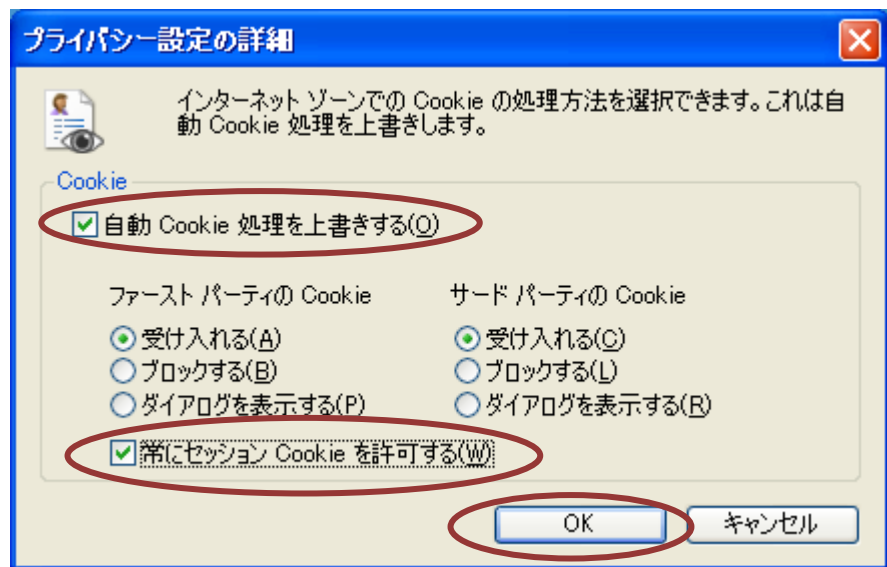 プライバシー設定の詳細
インターネット ゾーンでの Cookie の処理方法を選択できます。これは自
動 Cookie 処理を上書きします。
Cookie
自動 Cookie 処理を上書きする(O)
ファースト パーティの Cookie サード パーティの Cookie
受け入れる(A) 受け入れる(C)
ブロックする(B) ブロックする(L)
ダイアログを表示する(P) ダイアログを表示する(R)
常にセッション Cookie を許可する(W)
OK キャンセル